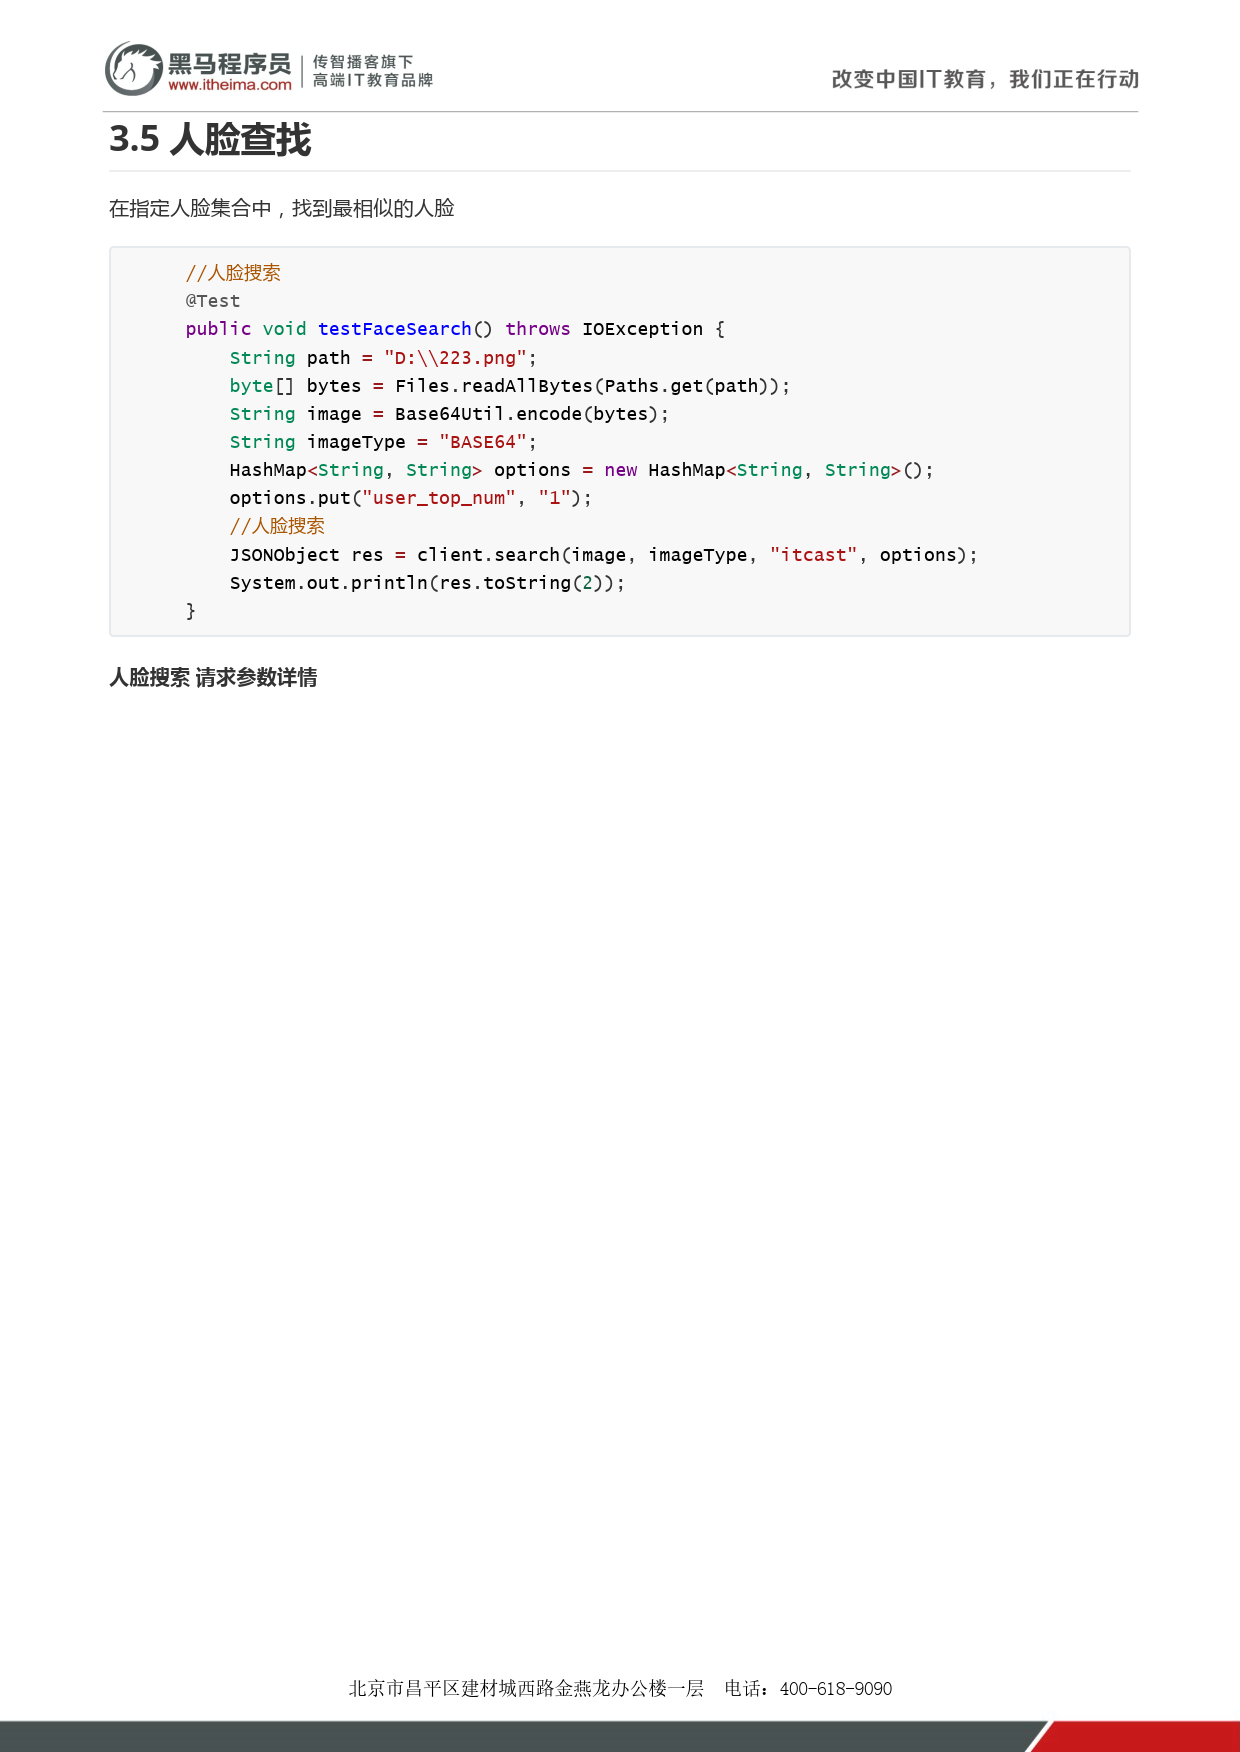 黑马程序员
www.itheima.com
传智播客旗下
高端IT教育品牌
改变中国IT教育，我们正在行动
3.5 人脸查找
在指定人脸集合中，找到最相似的人脸
//人脸搜索
@Test
public void testFaceSearch() throws IOException {
    String path = "D:\\223.png";
    byte[] bytes = Files.readAllBytes(Paths.get(path));
    String image = Base64Util.encode(bytes);
    String imageType = "BASE64";
    HashMap<String, String> options = new HashMap<String, String>();
    options.put("user_top_num", "1");
    //人脸搜索
    JSONObject res = client.search(image, imageType, "itcast", options);
    System.out.println(res.toString(2));
}
人脸搜索 请求参数详情
北京市昌平区建材城西路金燕龙办公楼一层 电话：400-618-9090